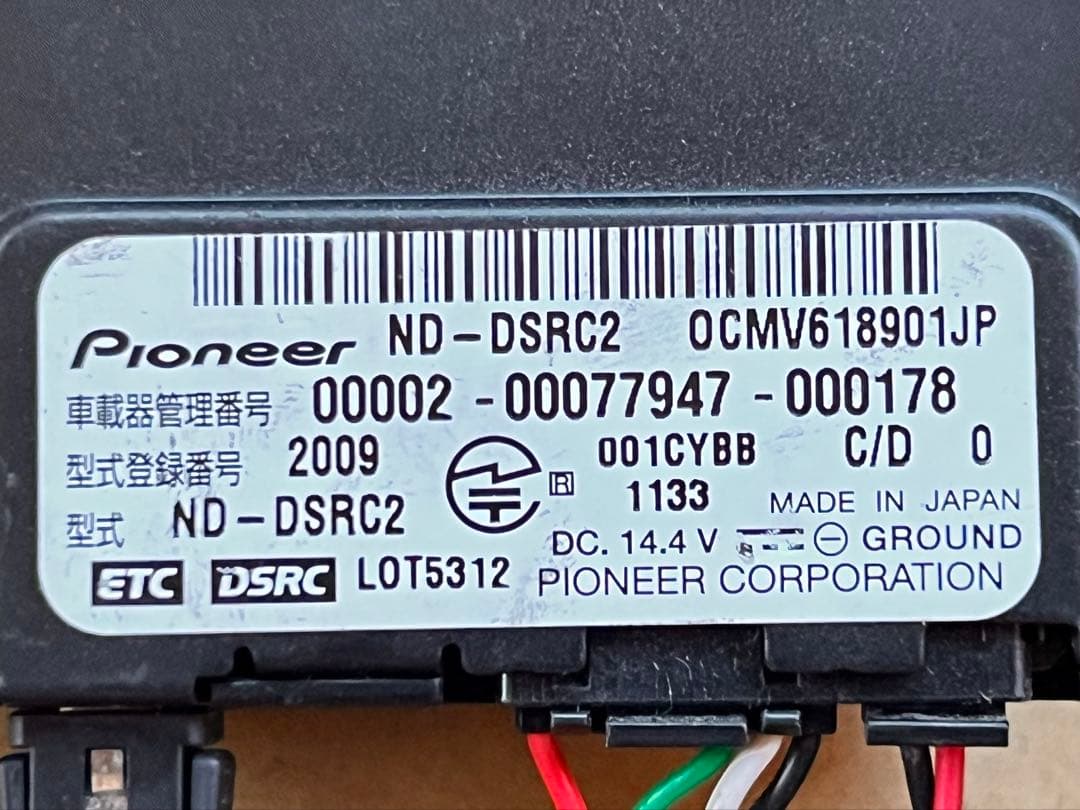 Pioneer ND-DSRC2 OCMV618901JP
車載器管理番号 00002-00077947-000178
型式登録番号 2009 R 001CYBB C/D 0
1133 MADE IN JAPAN
型式 ND-DSRC2 DC. 14.4 V ⊖ GROUND
ETC DSRC LOT5312 PIONEER CORPORATION